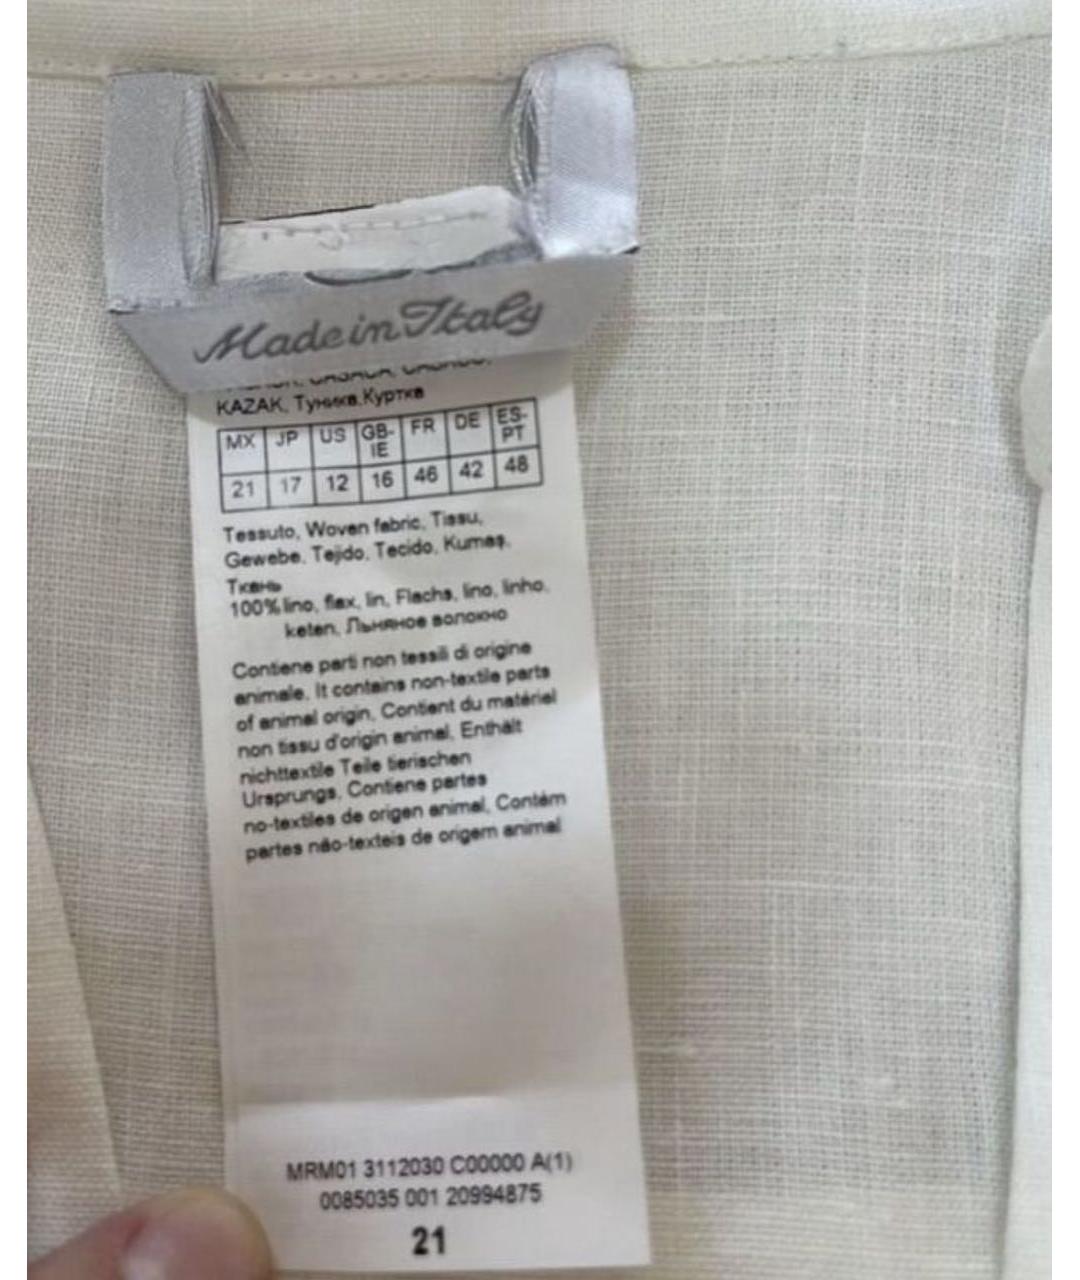 Made in Italy
KAZAK, Туника,Куртка
MX JP US GB-IE FR DE ES-PT
21 17 12 16 46 42 48
Tessuto, Woven fabric, Tissu,
Gewebe, Tejido, Tecido, Kumaş,
Ткань
100% lino, flax, lin, Flachs, lino, linho,
keten, Льняное волокно
Contiene parti non tessili di origine
animale, It contains non-textile parts
of animal origin, Contient du matériel
non tissu d'origin animal, Enthält
nichttextile Teile tierischen
Ursprungs, Contiene partes
no-textiles de origen animal, Contém
partes não-texteis de origem animal
MRM01 3112030 C00000 A(1)
0085035 001 20994875
21